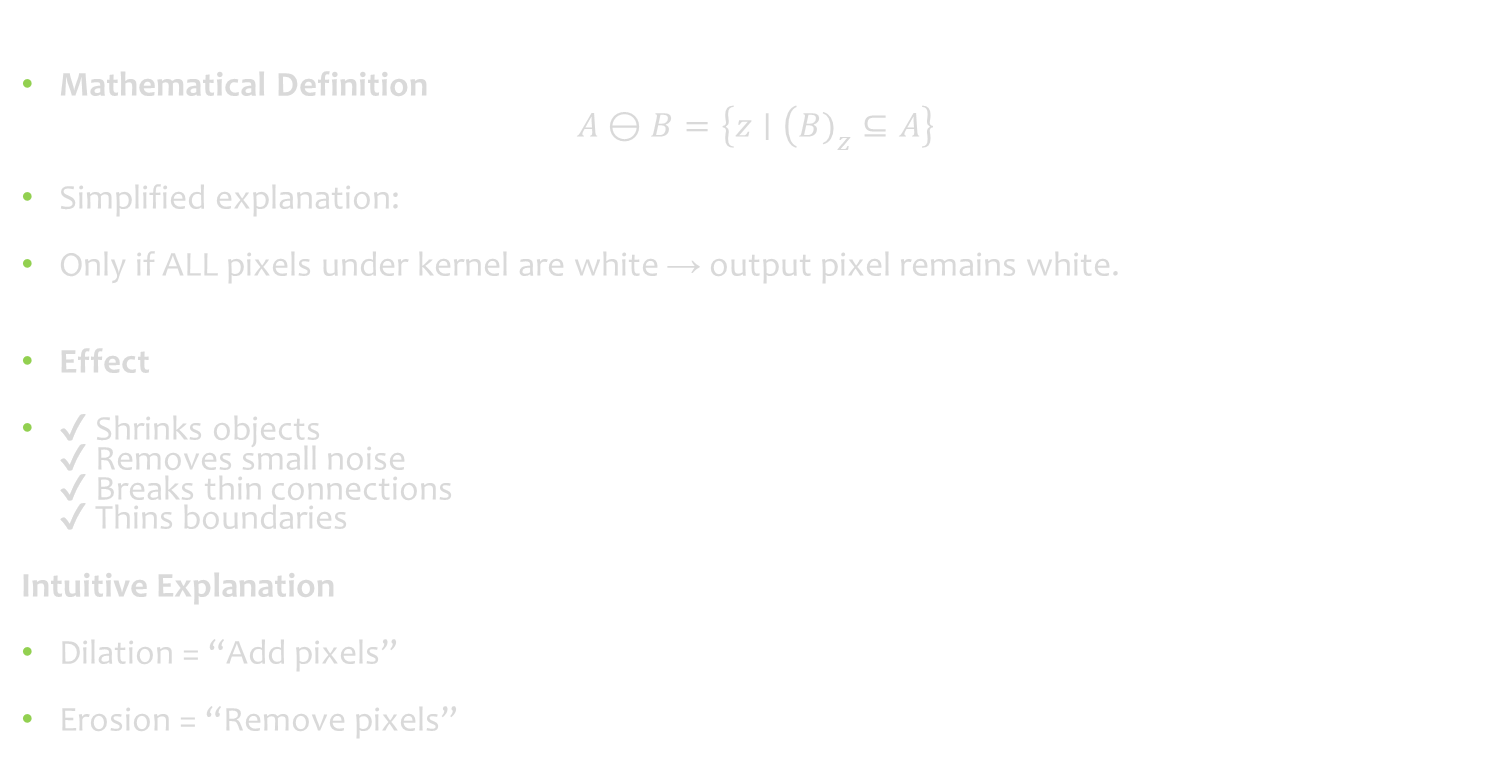 • Mathematical Definition
A ⊖ B = {z ∣ (B)z ⊆ A}
• Simplified explanation:
• Only if ALL pixels under kernel are white → output pixel remains white.
• Effect
• ✔ Shrinks objects
✔ Removes small noise
✔ Breaks thin connections
✔ Thins boundaries
Intuitive Explanation
• Dilation = “Add pixels”
• Erosion = “Remove pixels”